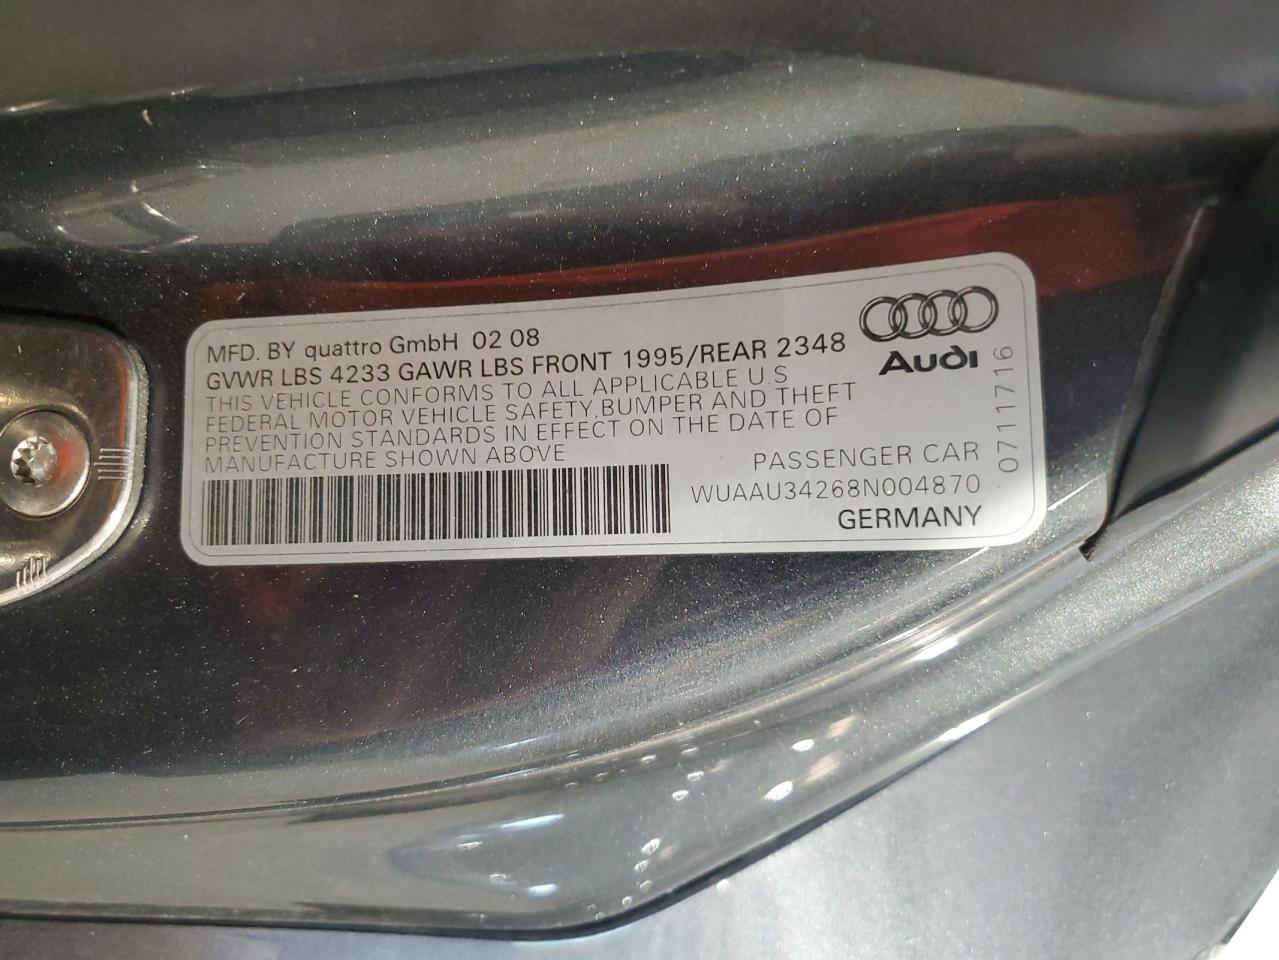 MFD. BY quattro GmbH 02 08
GVWR LBS 4233 GAWR LBS FRONT 1995/REAR 2348
THIS VEHICLE CONFORMS TO ALL APPLICABLE U.S
FEDERAL MOTOR VEHICLE SAFETY,BUMPER AND THEFT
PREVENTION STANDARDS IN EFFECT ON THE DATE OF
MANUFACTURE SHOWN ABOVE
Audi
PASSENGER CAR
WUAAU34268N004870
GERMANY
0711716